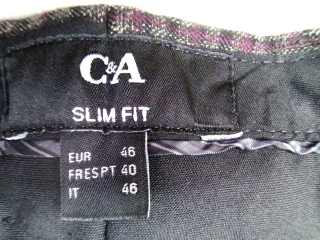 C&A
SLIM FIT
EUR 46
FRESPT 40
IT 46